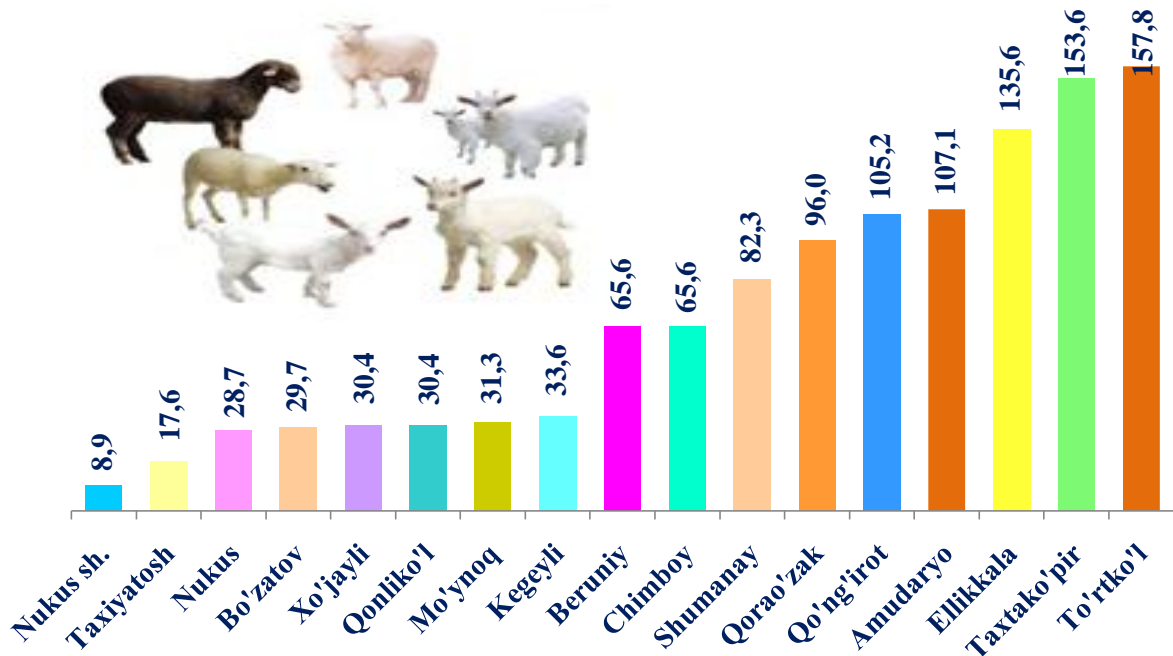 8,9
17,6
28,7
29,7
30,4
30,4
31,3
33,6
65,6
65,6
82,3
96,0
105,2
107,1
135,6
153,6
157,8
Nukus sh.
Taxiyatosh
Nukus
Bo'zatov
Xo'jayli
Qonliko'l
Mo'ynoq
Kegeyli
Beruniy
Chimboy
Shumanay
Qorao'zak
Qo'ng'irot
Amudaryo
Ellikkala
Taxtako'pir
To'rtko'l